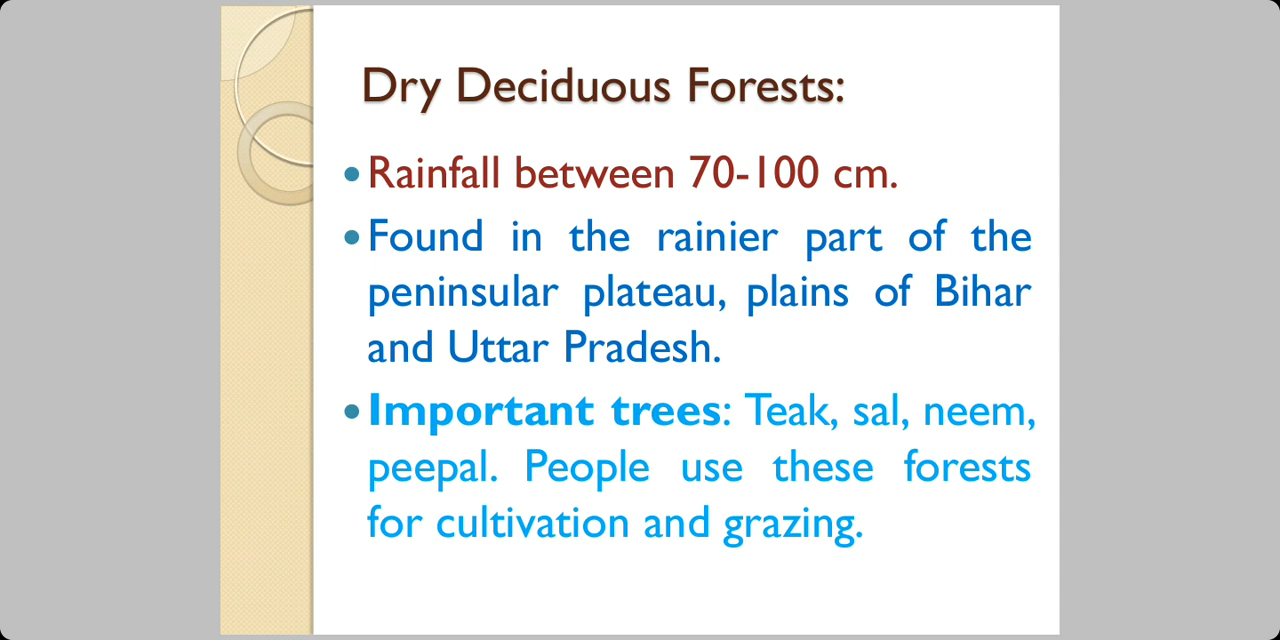 Dry Deciduous Forests:
• Rainfall between 70-100 cm.
• Found in the rainier part of the
peninsular plateau, plains of Bihar
and Uttar Pradesh.
• Important trees: Teak, sal, neem,
peepal. People use these forests
for cultivation and grazing.